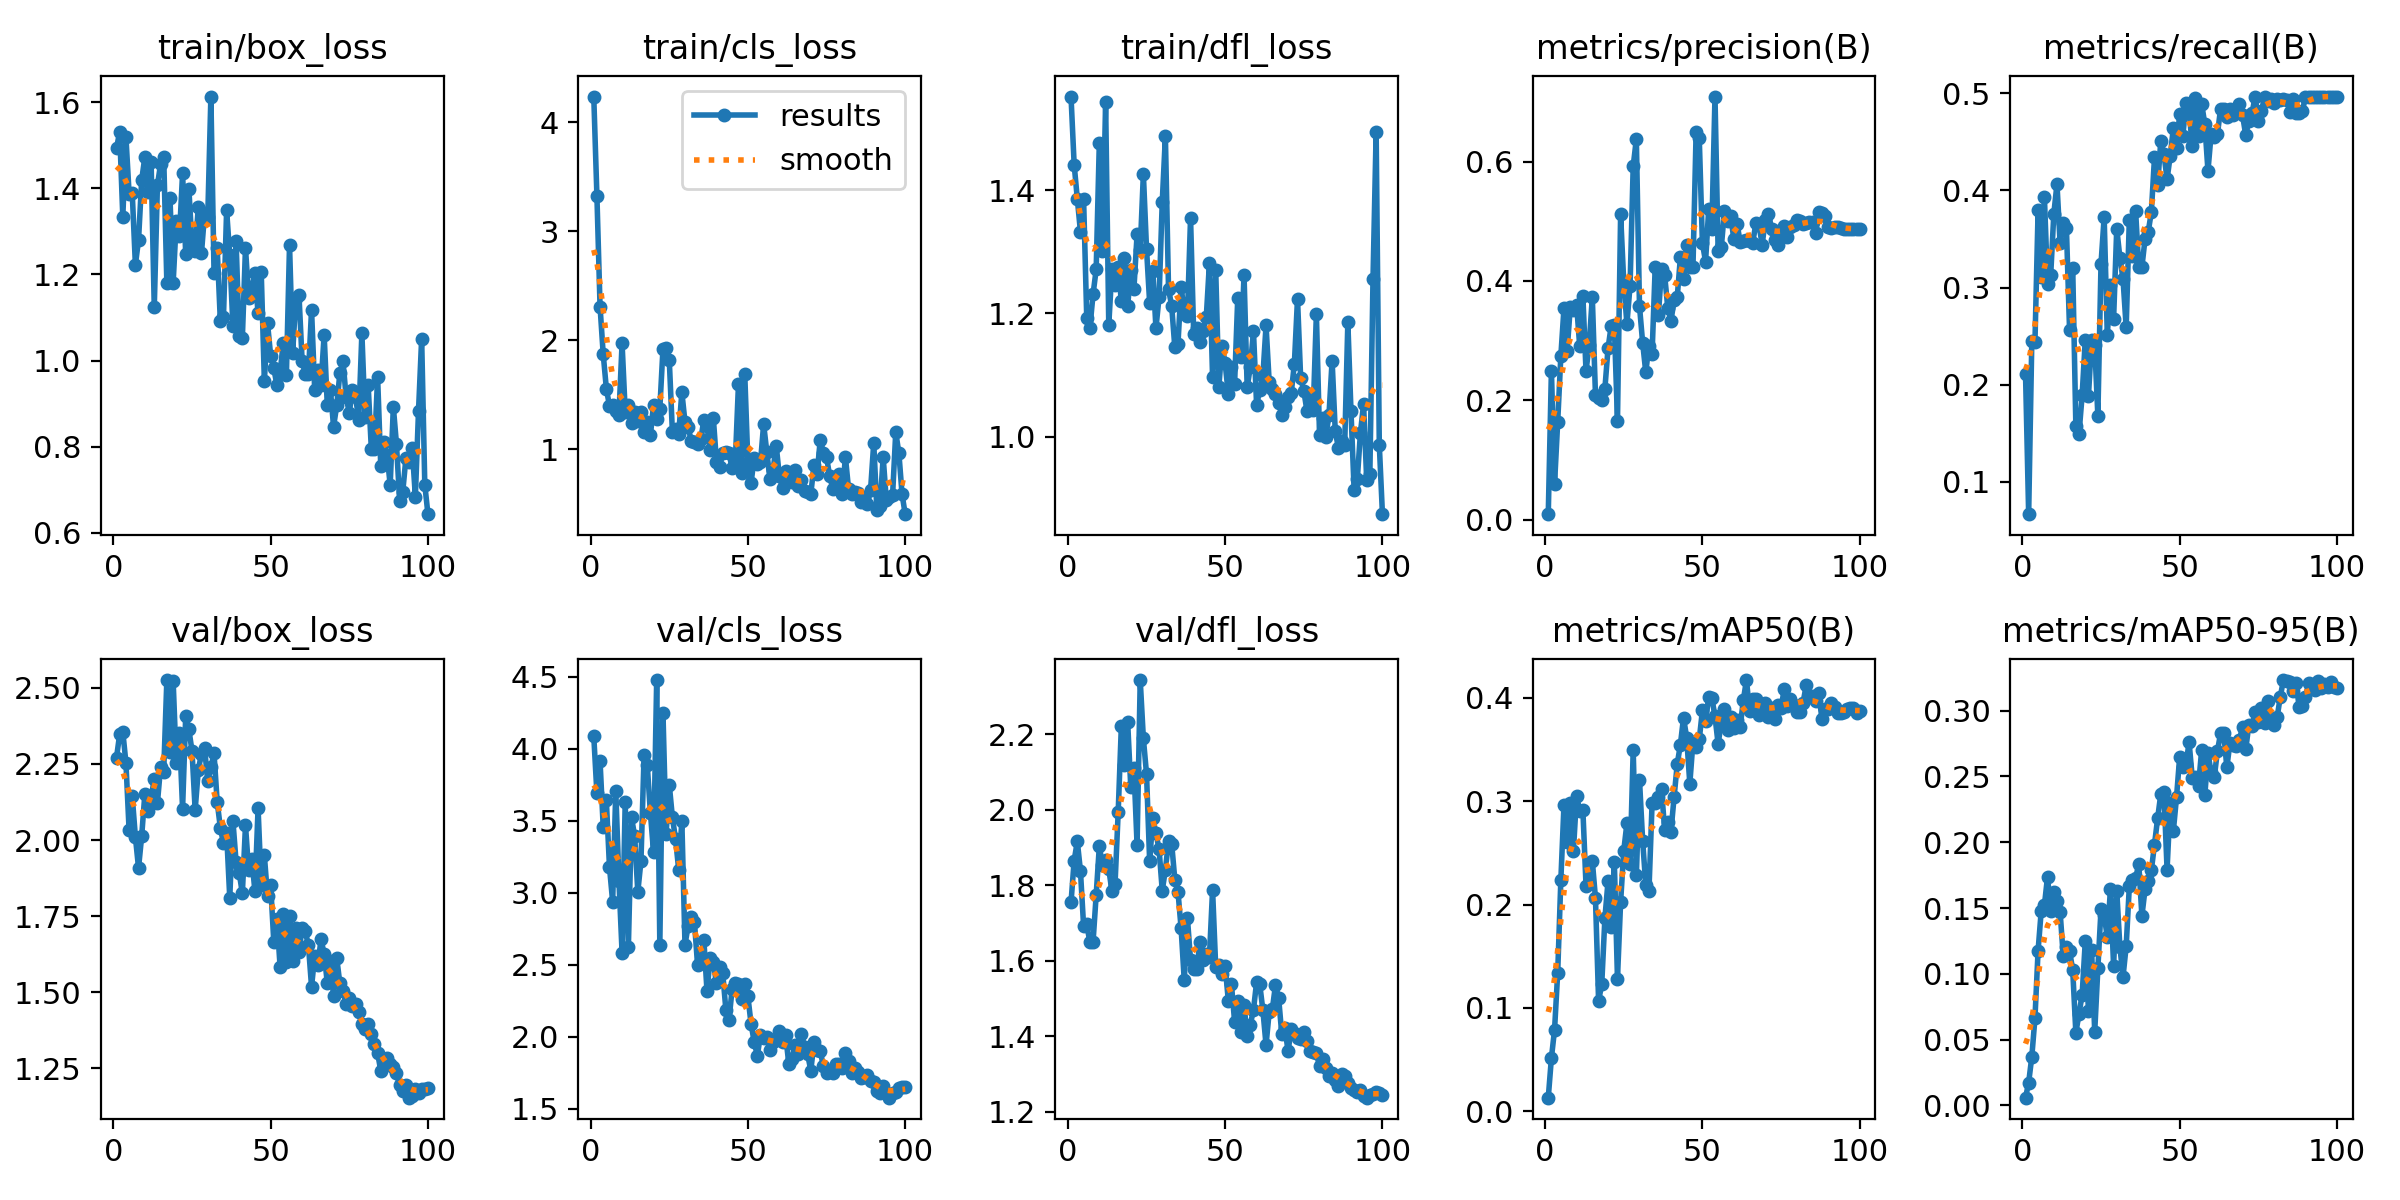 train/box_loss
1.6
1.4
1.2
1.0
0.8
0.6
0 50 100
train/cls_loss
results
smooth
4
3
2
1
0 50 100
train/dfl_loss
1.4
1.2
1.0
0 50 100
metrics/precision(B)
0.6
0.4
0.2
0.0
0 50 100
metrics/recall(B)
0.5
0.4
0.3
0.2
0.1
0 50 100
val/box_loss
2.50
2.25
2.00
1.75
1.50
1.25
0 50 100
val/cls_loss
4.5
4.0
3.5
3.0
2.5
2.0
1.5
0 50 100
val/dfl_loss
2.2
2.0
1.8
1.6
1.4
1.2
0 50 100
metrics/mAP50(B)
0.4
0.3
0.2
0.1
0.0
0 50 100
metrics/mAP50-95(B)
0.30
0.25
0.20
0.15
0.10
0.05
0.00
0 50 100